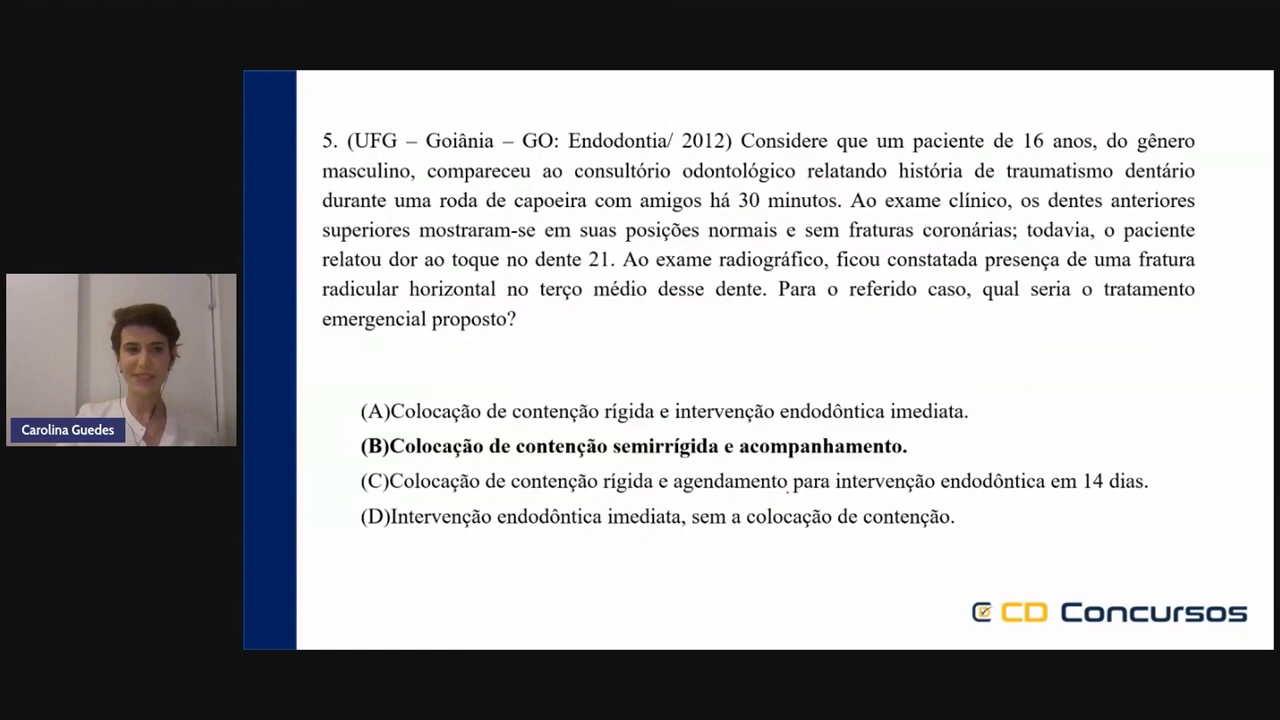 5. (UFG – Goiânia – GO: Endodontia/ 2012) Considere que um paciente de 16 anos, do gênero
masculino, compareceu ao consultório odontológico relatando história de traumatismo dentário
durante uma roda de capoeira com amigos há 30 minutos. Ao exame clínico, os dentes anteriores
superiores mostraram-se em suas posições normais e sem fraturas coronárias; todavia, o paciente
relatou dor ao toque no dente 21. Ao exame radiográfico, ficou constatada presença de uma fratura
radicular horizontal no terço médio desse dente. Para o referido caso, qual seria o tratamento
emergencial proposto?
(A)Colocação de contenção rígida e intervenção endodôntica imediata.
(B)Colocação de contenção semirrígida e acompanhamento.
(C)Colocação de contenção rígida e agendamento para intervenção endodôntica em 14 dias.
(D)Intervenção endodôntica imediata, sem a colocação de contenção.
Carolina Guedes
CD Concursos